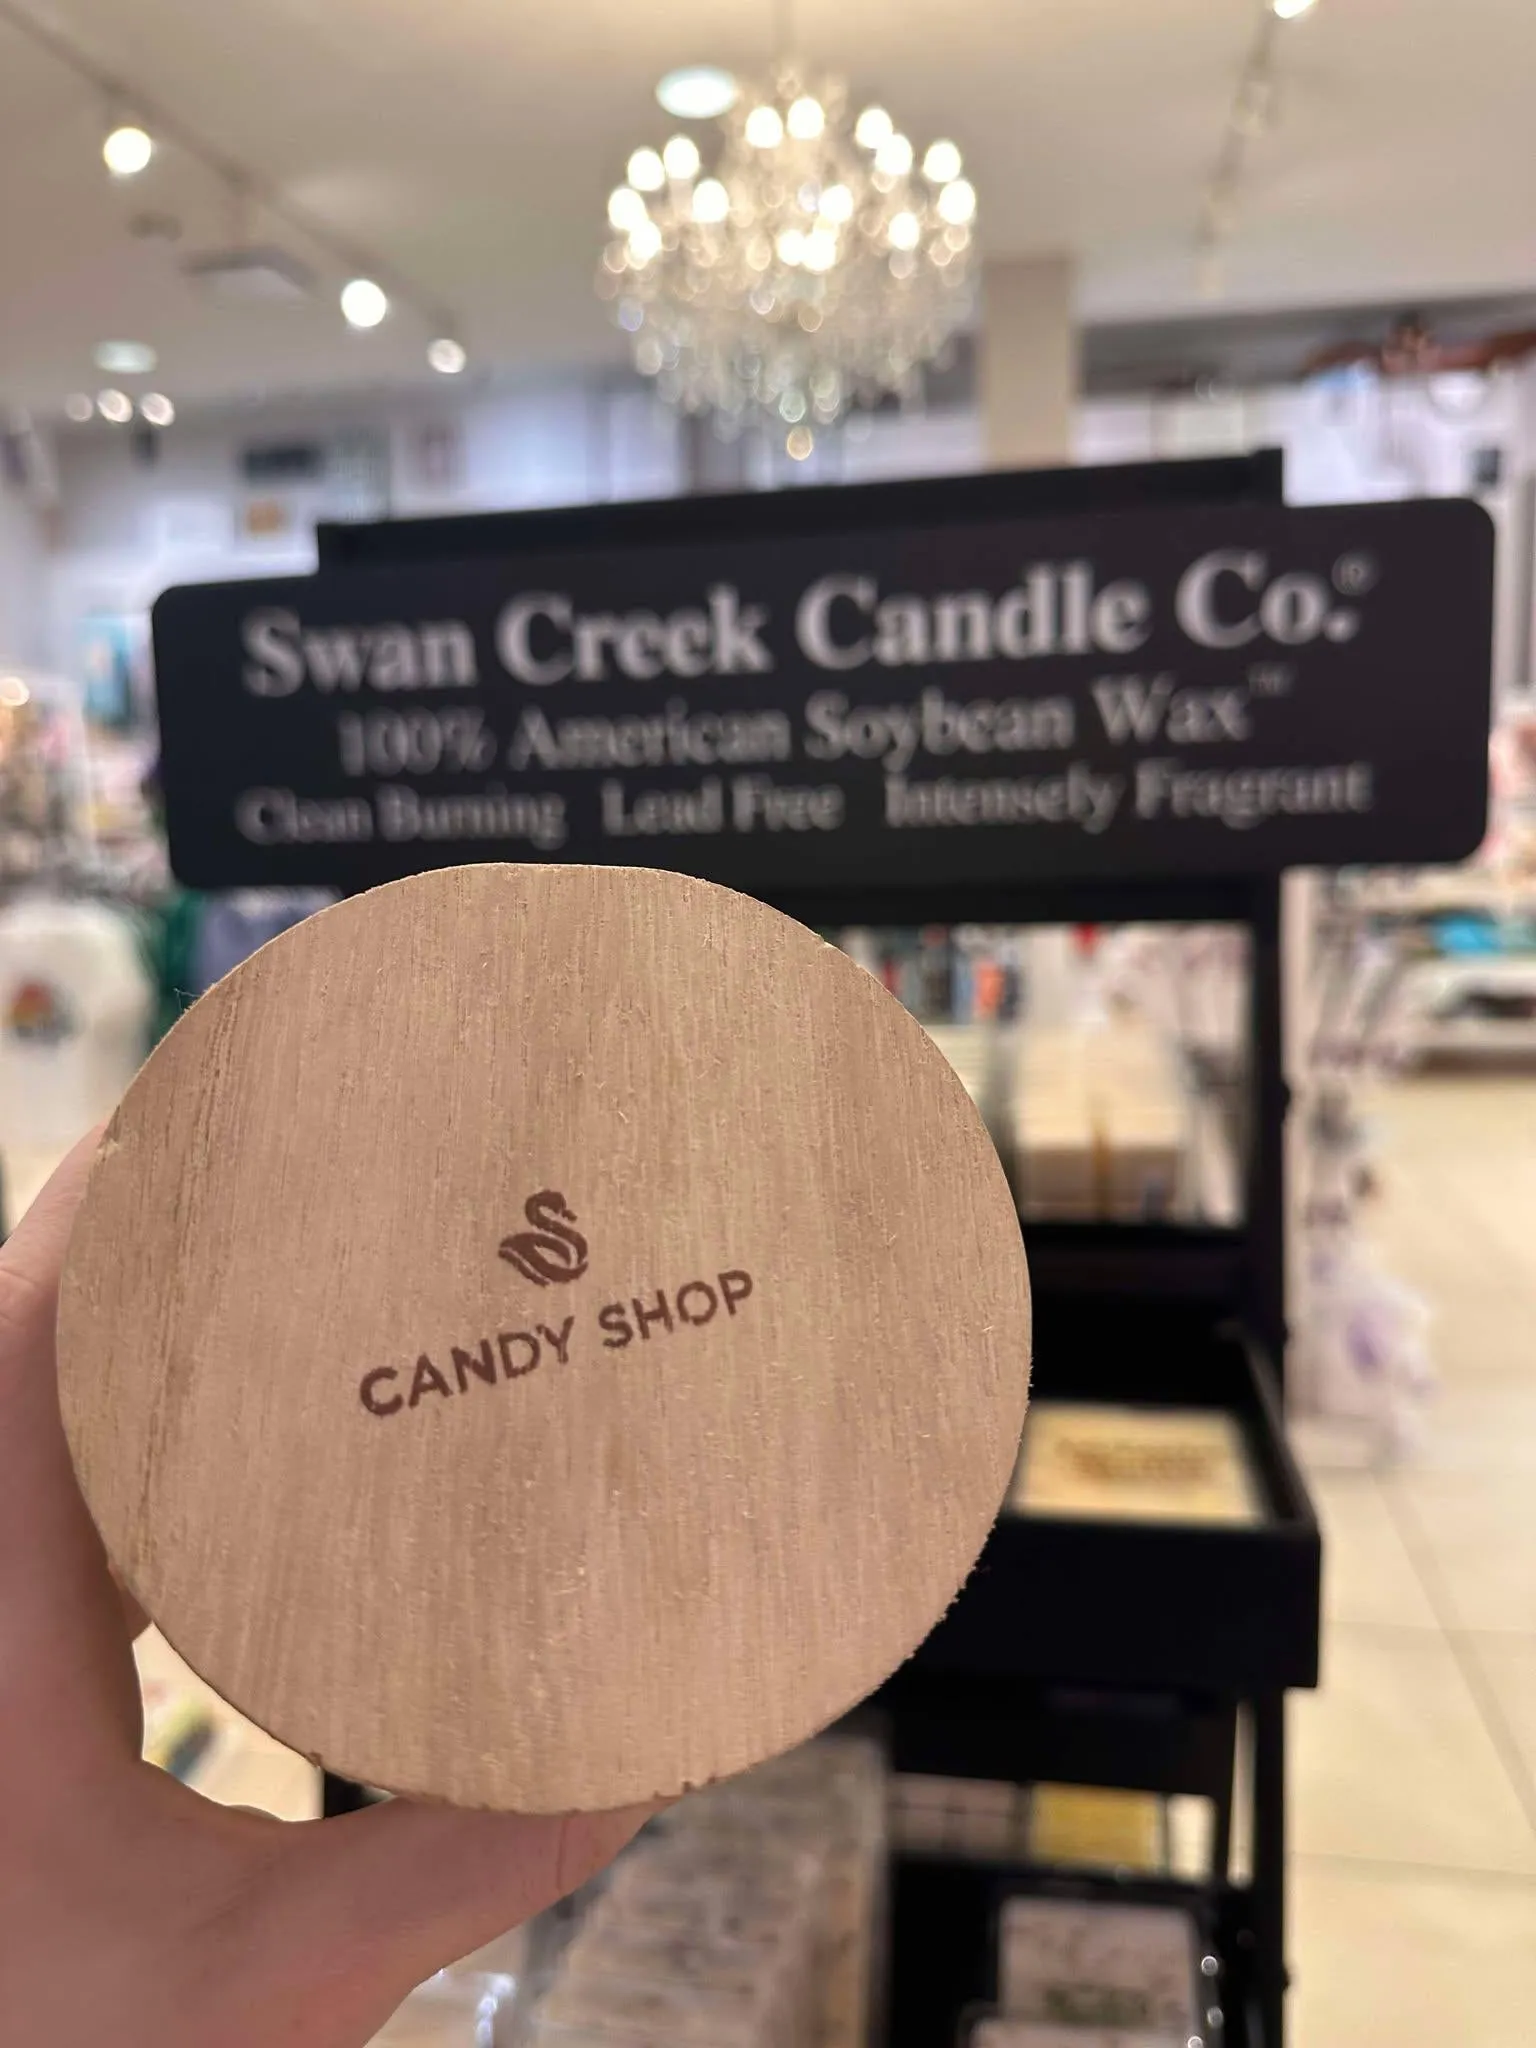 Swan Creek Candle Co.®
100% American Soybean Wax™
Clean Burning Lead Free Intensely Fragrant
CANDY SHOP